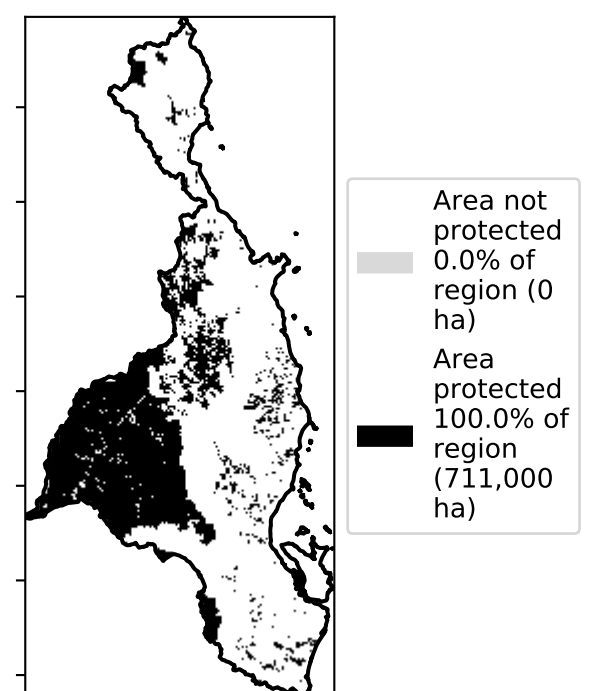 Area not
protected
0.0% of
region (0
ha)
Area
protected
100.0% of
region
(711,000
ha)